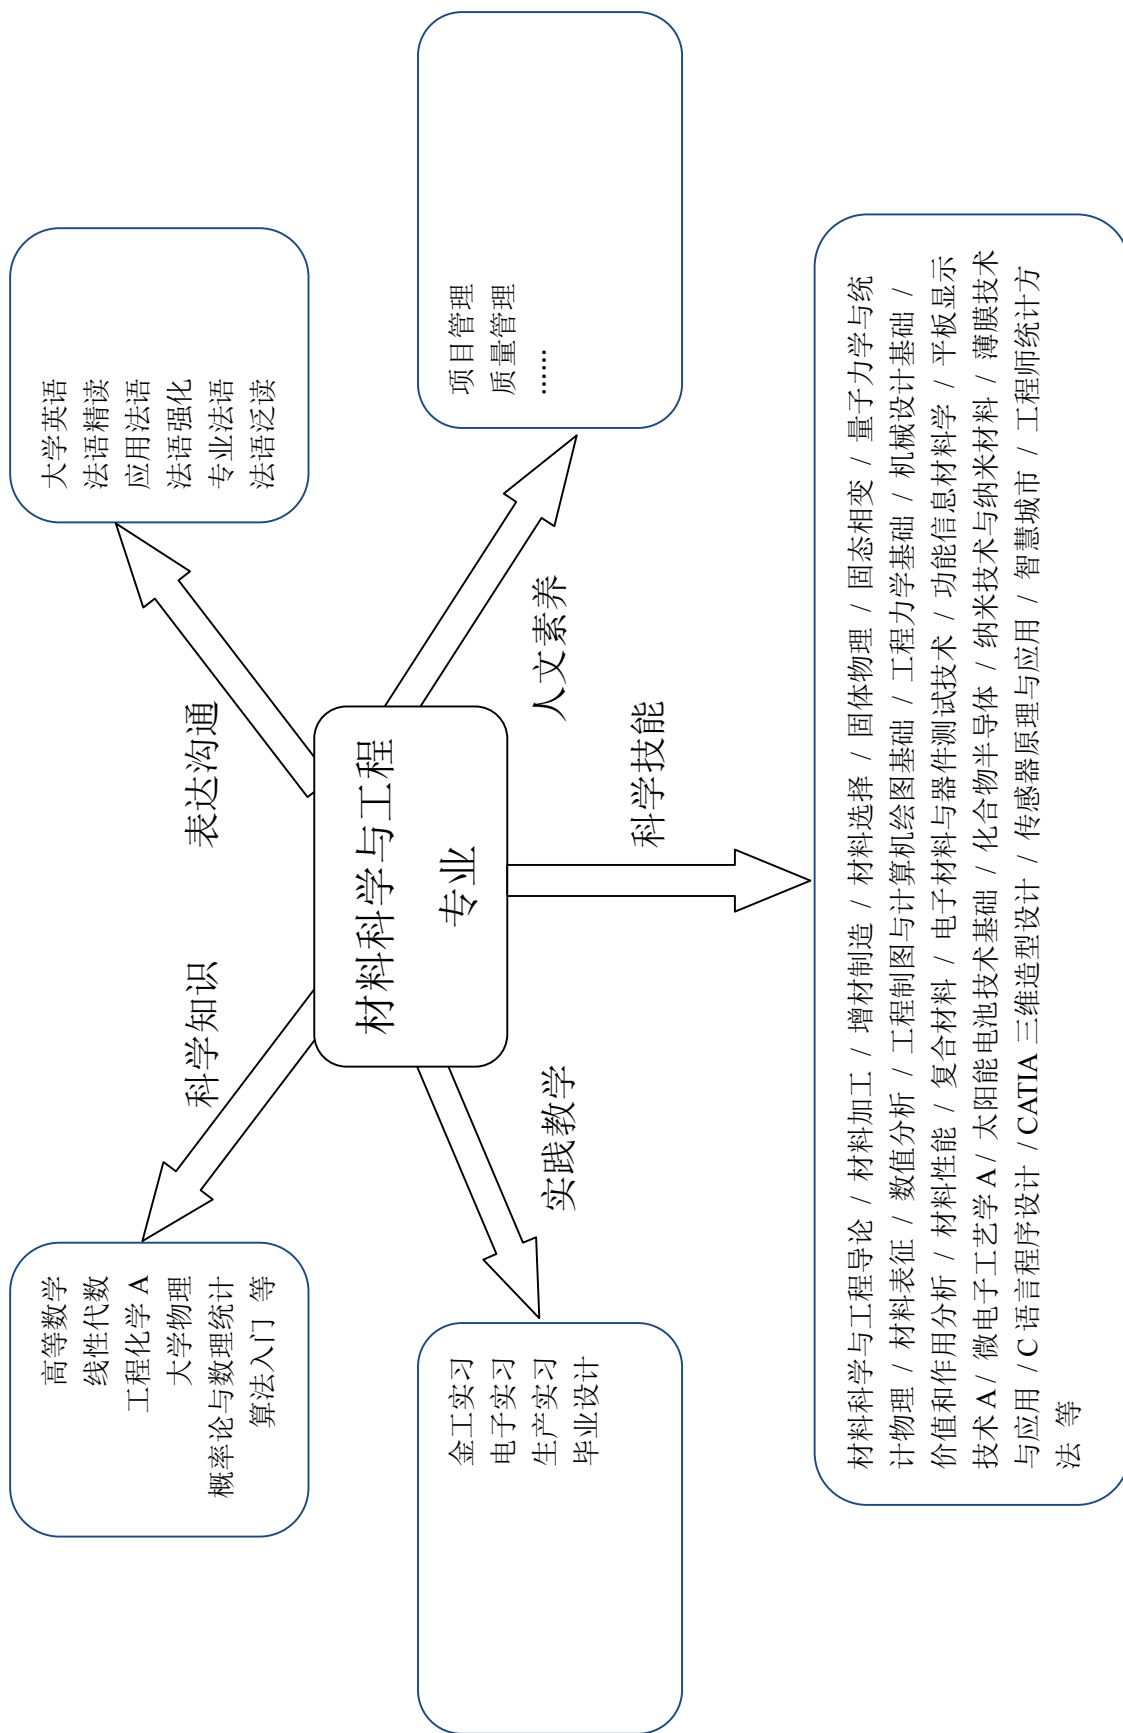 高等数学
线性代数
工程化学 A
大学物理
概率论与数理统计
算法入门 等
科学知识
表达沟通
大学英语
法语精读
应用法语
法语强化
专业法语
法语泛读
材料科学与工程
专业
金工实习
电子实习
生产实习
毕业设计
实践教学
人文素养
项目管理
质量管理
......
科学技能
材料科学与工程导论 / 材料加工 / 增材制造 / 材料选择 / 固体物理 / 固态相变 / 量子力学与统
计物理 / 材料表征 / 数值分析 / 工程制图与计算机绘图基础 / 工程力学基础 / 机械设计基础 /
价值和作用分析 / 材料性能 / 复合材料 / 电子材料与器件测试技术 / 功能信息材料学 / 平板显示
技术 A / 微电子工艺学 A / 太阳能电池技术基础 / 化合物半导体 / 纳米技术与纳米材料 / 薄膜技术
与应用 / C 语言程序设计 / CATIA 三维造型设计 / 传感器原理与应用 / 智慧城市 / 工程师统计方
法 等